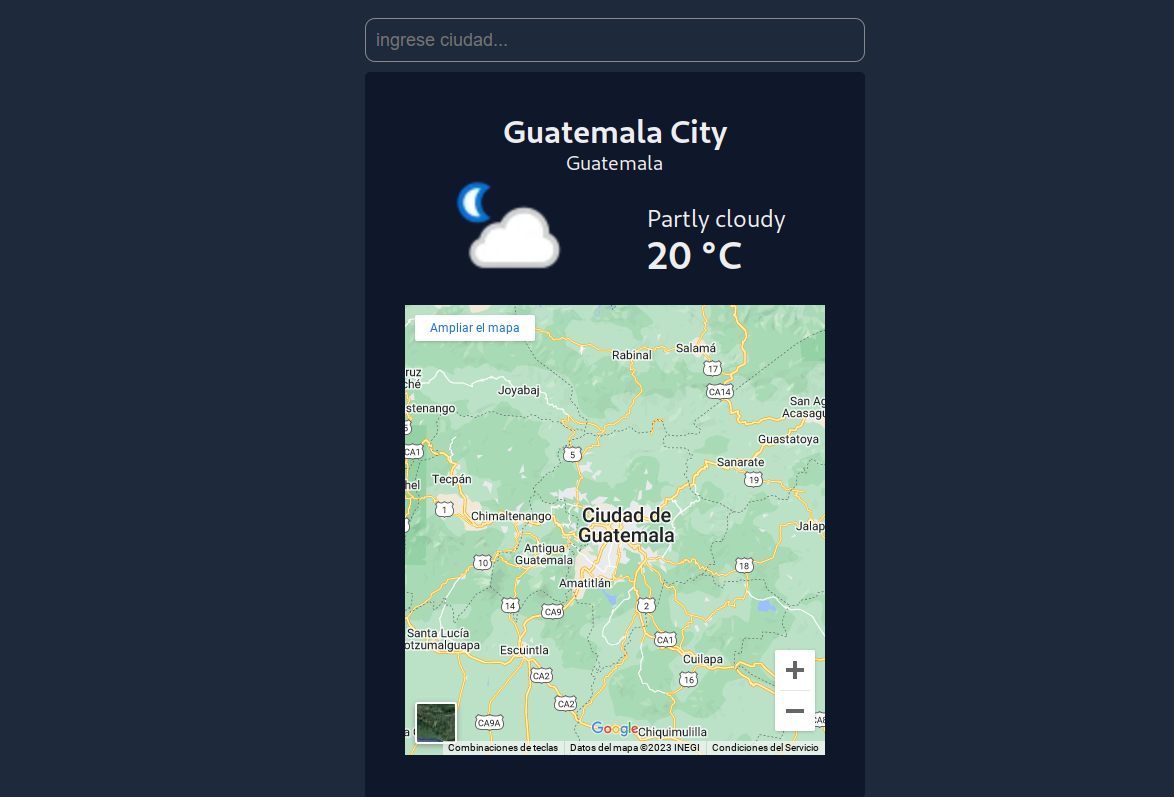 ingrese ciudad...
Guatemala City
Guatemala
Partly cloudy
20 °C
Ampliar el mapa
Rabinal
Salamá
17
ruz
ché
Joyabaj
CA14
stenango
San Ag
Acasagu
Guastatoya
CA1
5
Sanarate
hel
Tecpán
19
1
Chimaltenango
Ciudad de
Guatemala
Jalap
Antigua
Guatemala
10
18
Amatitlán
14
CA9
2
Santa Lucía
otzumalguapa
CA1
Escuintla
Cuilapa
CA2
16
CA2
CA9A
Google
Chiquimulilla
Combinaciones de teclas
Datos del mapa ©2023 INEGI
Condiciones del Servicio